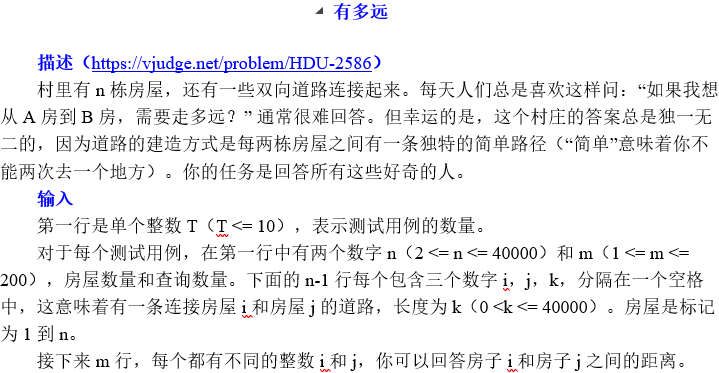 有多远
描述（https://vjudge.net/problem/HDU-2586）
村里有 n 栋房屋，还有一些双向道路连接起来。每天人们总是喜欢这样问：“如果我想
从 A 房到 B 房，需要走多远？” 通常很难回答。但幸运的是，这个村庄的答案总是独一无
二的，因为道路的建造方式是每两栋房屋之间有一条独特的简单路径（“简单”意味着你不
能两次去一个地方）。你的任务是回答所有这些好奇的人。
输入
第一行是单个整数 T（T <= 10），表示测试用例的数量。
对于每个测试用例，在第一行中有两个数字 n（2 <= n <= 40000）和 m（1 <= m <=
200），房屋数量和查询数量。下面的 n-1 行每个包含三个数字 i，j，k，分隔在一个空格
中，这意味着有一条连接房屋 i 和房屋 j 的道路，长度为 k（0 <k <= 40000）。房屋是标记
为 1 到 n。
接下来 m 行，每个都有不同的整数 i 和 j，你可以回答房子 i 和房子 j 之间的距离。